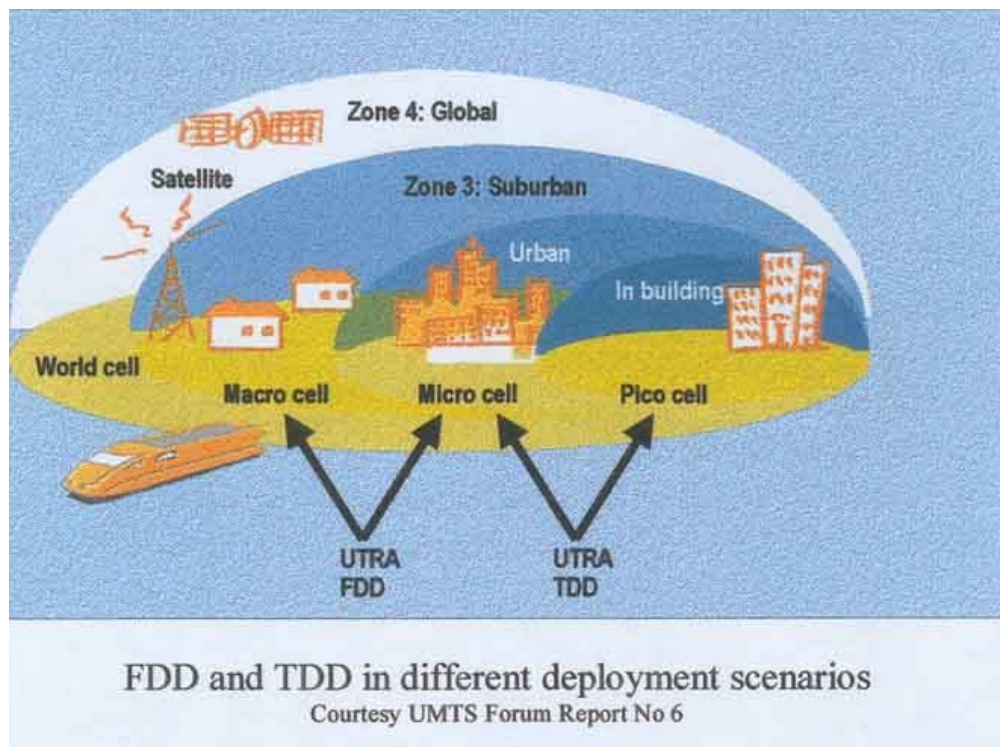 Zone 4: Global
Satellite
Zone 3: Suburban
Urban
In building
World cell
Macro cell
Micro cell
Pico cell
UTRA
FDD
UTRA
TDD
FDD and TDD in different deployment scenarios
Courtesy UMTS Forum Report No 6